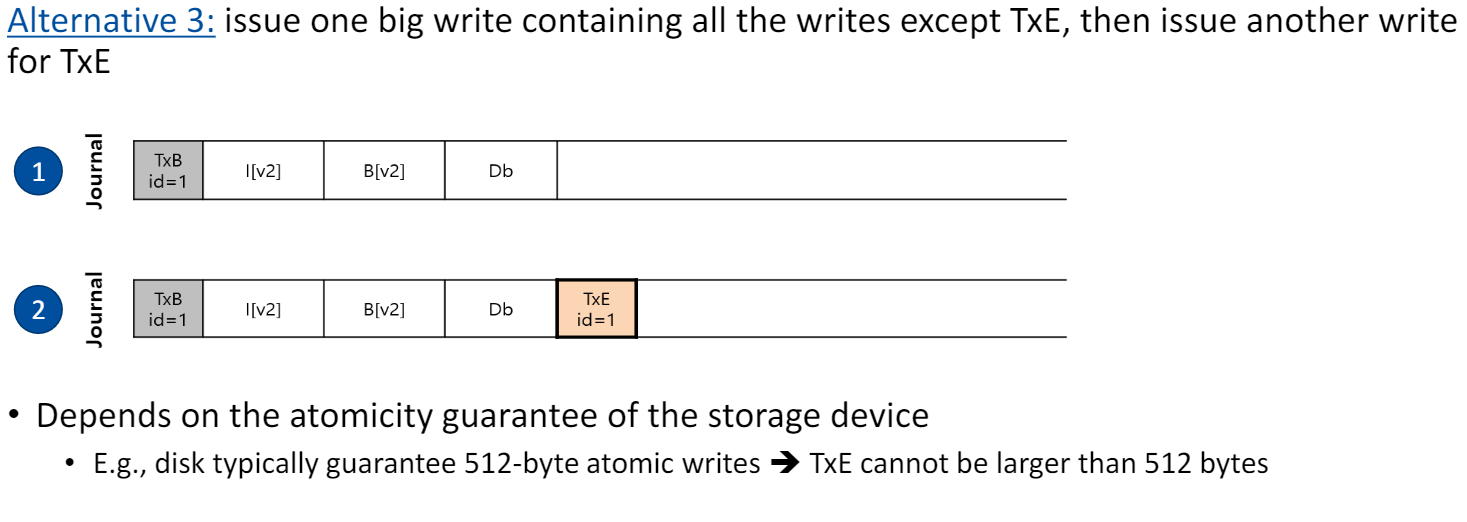 Alternative 3: issue one big write containing all the writes except TxE, then issue another write
for TxE
1
Journal
TxB
id=1
I[v2]
B[v2]
Db
2
Journal
TxB
id=1
I[v2]
B[v2]
Db
TxE
id=1
• Depends on the atomicity guarantee of the storage device
• E.g., disk typically guarantee 512-byte atomic writes ➔ TxE cannot be larger than 512 bytes